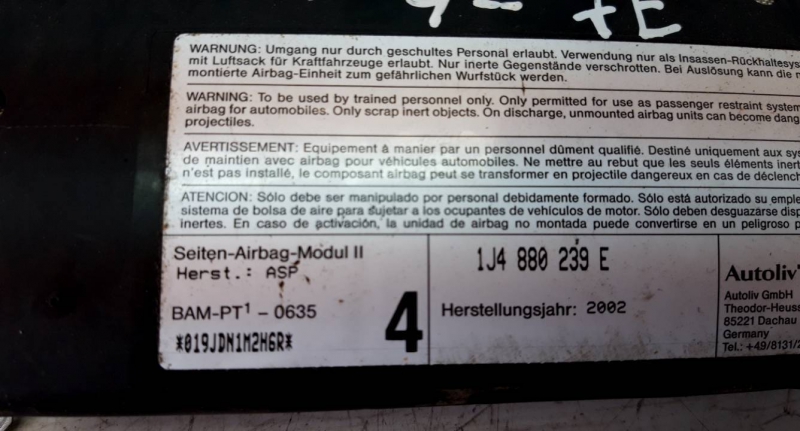 4- +E
WARNUNG: Umgang nur durch geschultes Personal erlaubt. Verwendung nur als Insassen-Rückhaltesys
mit Luftsack für Kraftfahrzeuge erlaubt. Nur inerte Gegenstände verschrotten. Bei Auslösung kann die n
montierte Airbag-Einheit zum gefährlichen Wurfstück werden.
WARNING: To be used by trained personnel only. Only permitted for use as passenger restraint system
airbag for automobiles. Only scrap inert objects. On discharge, unmounted airbag units can become dang
projectiles.
AVERTISSEMENT: Equipement à manier par un personnel dûment qualifié. Destiné uniquement aux sys
de maintien avec airbag pour véhicules automobiles. Ne mettre au rebut que les seuls éléments inert
n'est pas installé, le composant airbag peut se transformer en projectile dangereux en cas de déclench
ATENCION: Sólo debe ser manipulado por personal debidamente formado. Sólo está autorizado su emple
sistema de bolsa de aire para sujetar a los ocupantes de vehiculos de motor. Sólo deben desguazarse disp
inertes. En caso de activación, la unidad de airbag no montada puede convertirse en un peligroso p
Seiten-Airbag-Modul II
Herst.: ASP
BAM-PT1 - 0635
*019JDN1M2H6R*
4
1J4 880 239 E
Herstellungsjahr: 2002
Autoliv
Autoliv GmbH
Theodor-Heuss
85221 Dachau
Germany
Tel.: +49/8131/2